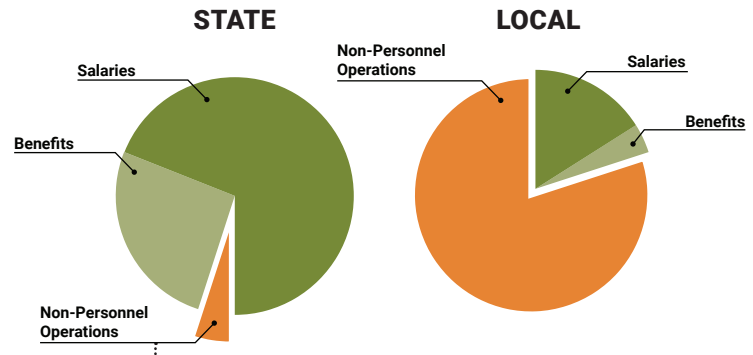 STATE
Salaries
Benefits
Non-Personnel
Operations
LOCAL
Non-Personnel
Operations
Salaries
Benefits